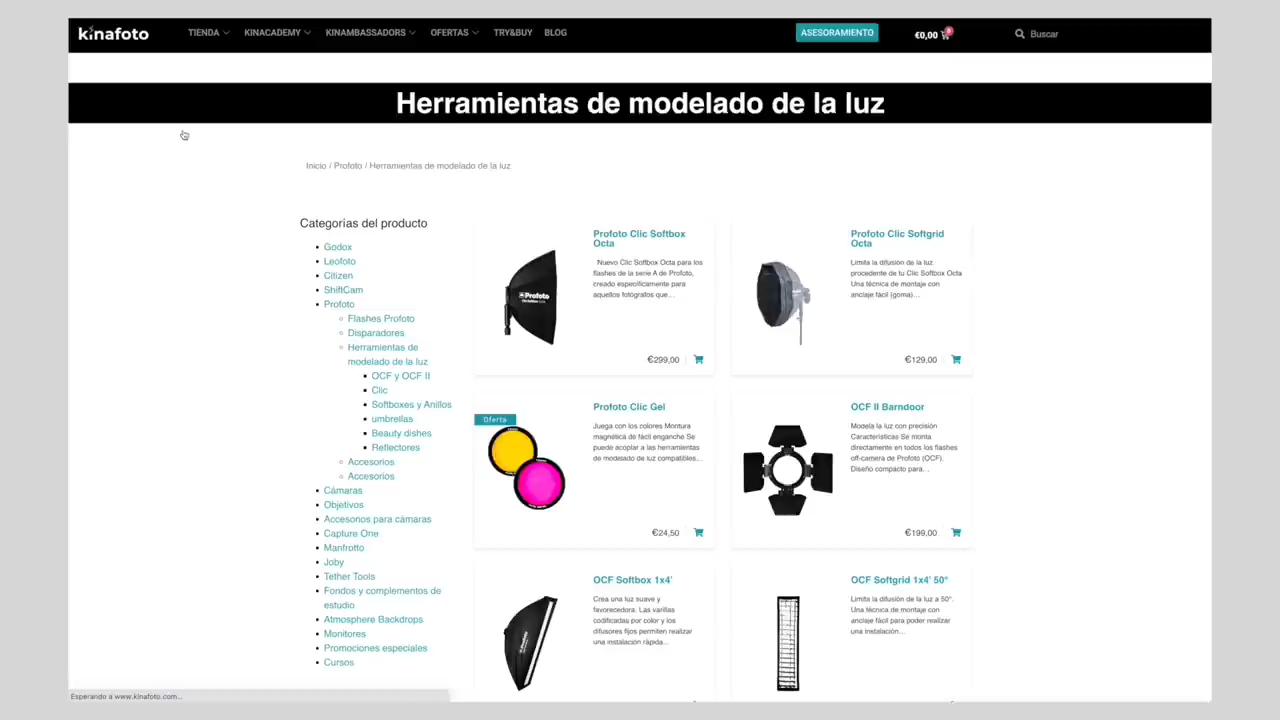 kinafoto
TIENDA
KINACADEMY
KINAMBASSADORS
OFERTAS
TRY&BUY
BLOG
ASESORAMIENTO
€0,00
Buscar
Herramientas de modelado de la luz
Inicio / Profoto / Herramientas de modelado de la luz
Categorías del producto
Godox
Leofoto
Citizen
ShiftCam
Profoto
Flashes Profoto
Disparadores
Herramientas de
modelado de la luz
OCF y OCF II
Clic
Softboxes y Anillos
umbrellas
Beauty dishes
Reflectores
Accesorios
Accesorios
Cámaras
Objetivos
Accesorios para cámaras
Capture One
Manfrotto
Joby
Tether Tools
Fondos y complementos de
estudio
Atmosphere Backdrops
Monitores
Promociones especiales
Cursos
Profoto Clic Softbox
Octa
Nuevo Clic Softbox Octa para los
flashes de la serie A de Profoto,
creado específicamente para
aquellos fotógrafos que…
Profoto
€299,00
Profoto Clic Softgrid
Octa
Limita la difusión de la luz
procedente de tu Clic Softbox Octa
Una técnica de montaje con
anclaje fácil (goma)…
€129,00
Oferta
Profoto Clic Gel
Juega con los colores Montura
magnética de fácil enganche Se
puede acoplar a las herramientas
de modelado de luz compatibles…
€24,50
OCF II Barndoor
Modela la luz con precisión
Características Se monta
directamente en todos los flashes
off-camera de Profoto (OCF).
Diseño compacto para…
€199,00
OCF Softbox 1x4'
Crea una luz suave y
favorecedora. Las varillas
codificadas por color y los
difusores fijos permiten realizar
una instalación rápida…
OCF Softgrid 1x4' 50°
Limita la difusión de la luz a 50°.
Una técnica de montaje con
anclaje fácil para poder realizar
una instalación…
Esperando a www.kinafoto.com...